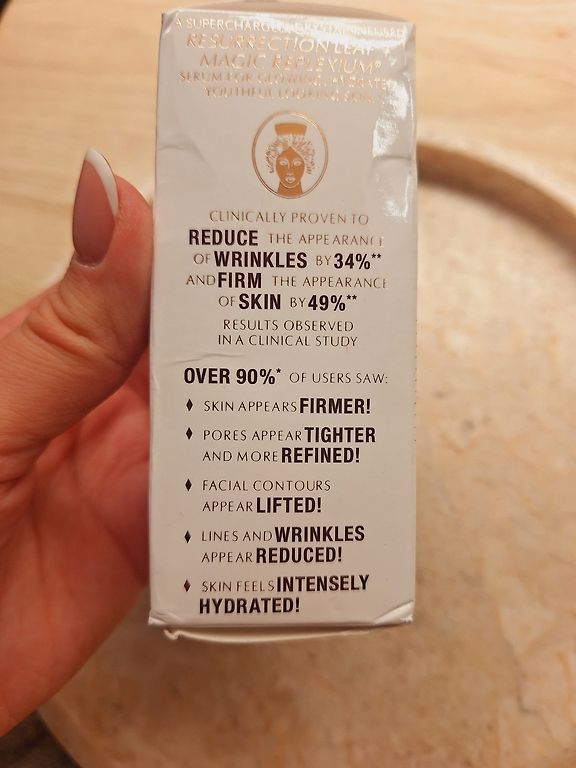 A SUPERCHARGED, CRYSTAL-INFUSED
RESURRECTION LEAF +
MAGIC REPLEXIUM®
SERUM FOR GLOWING, HYDRATED
YOUTHFUL LOOKING SKIN.
CLINICALLY PROVEN TO
REDUCE THE APPEARANCE
OF WRINKLES BY 34%**
AND FIRM THE APPEARANCE
OF SKIN BY 49%**
RESULTS OBSERVED
IN A CLINICAL STUDY
OVER 90%* OF USERS SAW:
♦ SKIN APPEARS FIRMER!
♦ PORES APPEAR TIGHTER
AND MORE REFINED!
♦ FACIAL CONTOURS
APPEAR LIFTED!
♦ LINES AND WRINKLES
APPEAR REDUCED!
♦ SKIN FEELS INTENSELY
HYDRATED!